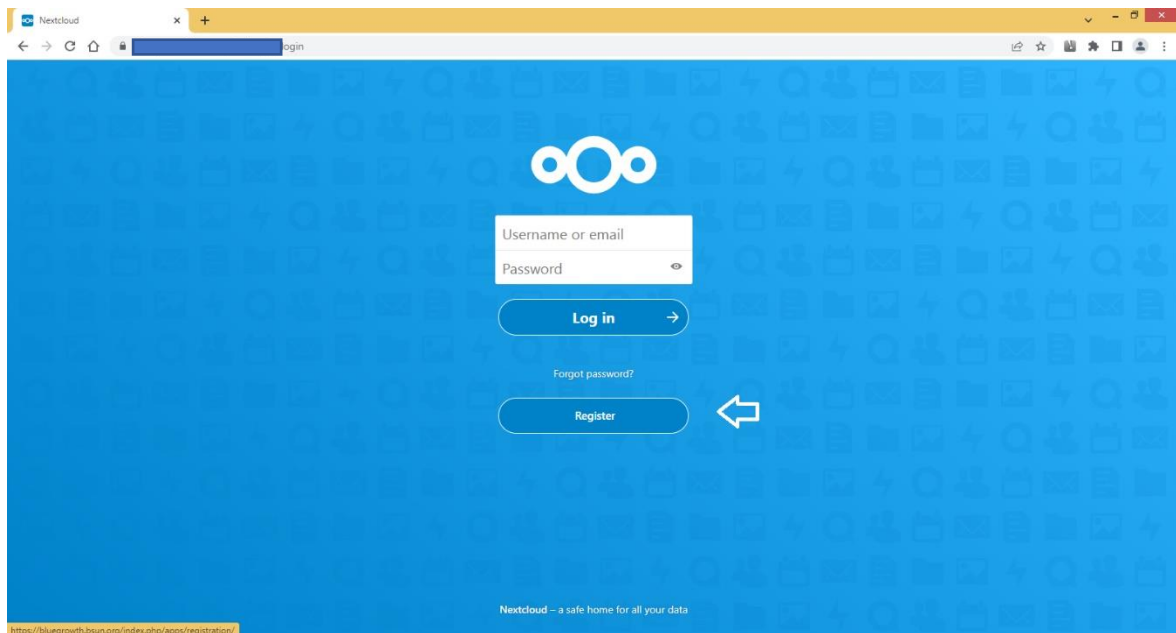 Nextcloud
login
Username or email
Password
Log in
Forgot password?
Register
Nextcloud – a safe home for all your data
https://bluegrowth.bsun.org/index.php/apps/registration/